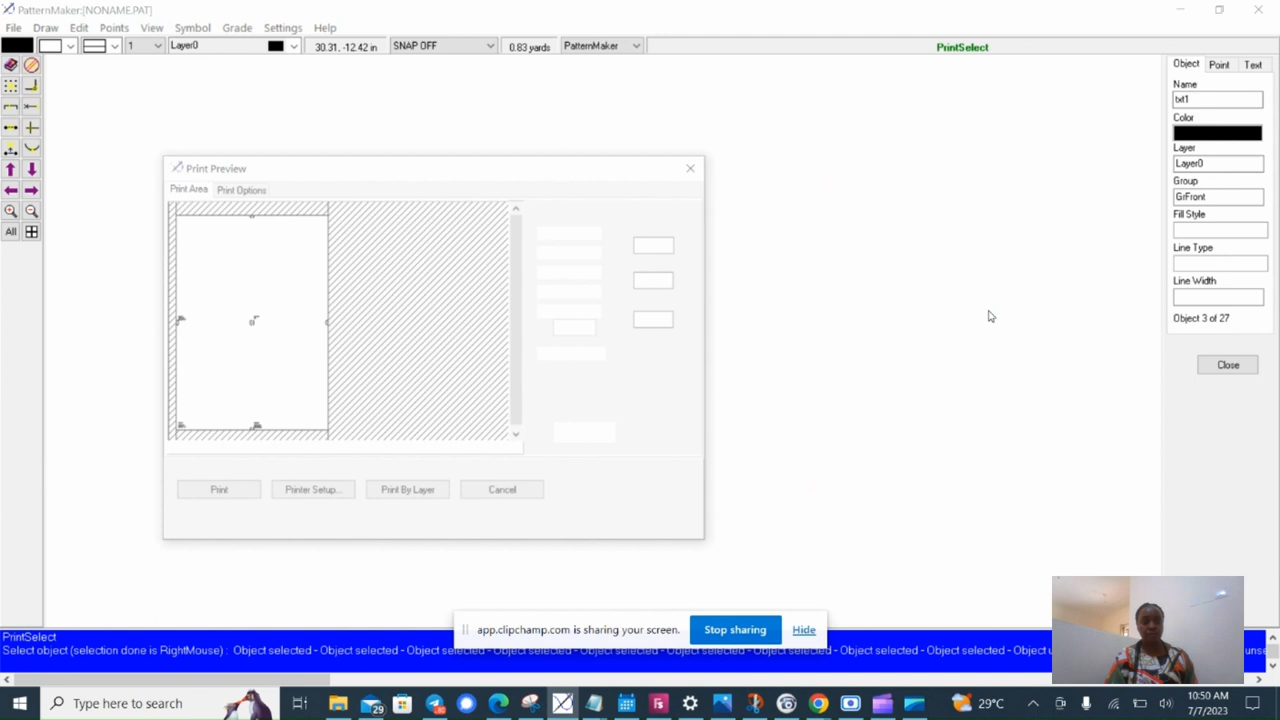 PatternMaker:[NONAME.PAT]
File Draw Edit Points View Symbol Grade Settings Help
1 Layer0 30.31, -12.42 in SNAP OFF 0.83 yards PatternMaker PrintSelect
Object Point Text
Name
txt1
Color
Layer
Layer0
Group
GrFront
Fill Style
Line Type
Line Width
Object 3 of 27
Close
All
Print Preview
Print Area Print Options
Print Printer Setup... Print By Layer Cancel
app.clipchamp.com is sharing your screen. Stop sharing Hide
PrintSelect
Select object (selection done is RightMouse) : Object selected - Object selected - Object selected - Object selected - Object selected - Object selected - Object selected - Object u unse
Type here to search
29
29°C
10:50 AM
7/7/2023